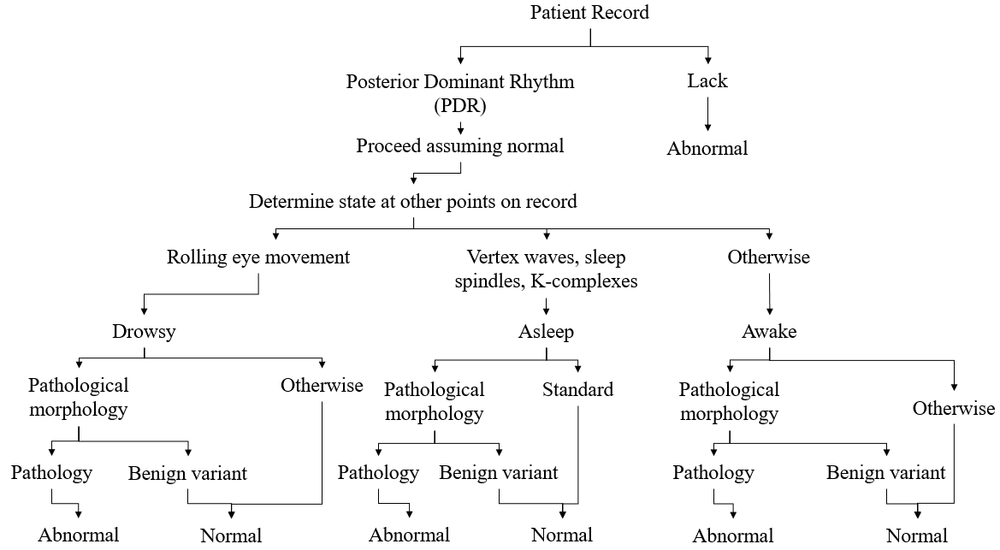 Patient Record
Posterior Dominant Rhythm
(PDR)
Lack
Proceed assuming normal
Abnormal
Determine state at other points on record
Rolling eye movement
Vertex waves, sleep
spindles, K-complexes
Otherwise
Drowsy
Asleep
Awake
Pathological
morphology
Otherwise
Pathological
morphology
Standard
Pathological
morphology
Otherwise
Pathology
Benign variant
Pathology
Benign variant
Pathology
Benign variant
Abnormal
Normal
Abnormal
Normal
Abnormal
Normal